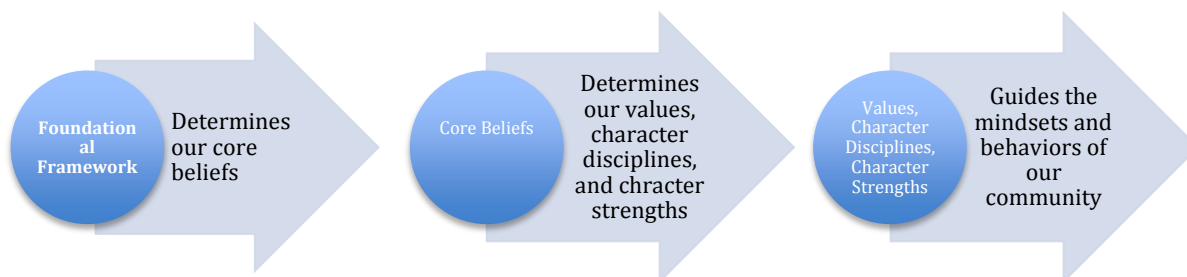 Foundation
al
Framework
Determines
our core
beliefs
Core Beliefs
Determines
our values,
character
disciplines,
and chracter
strengths
Values,
Character
Disciplines,
Character
Strengths
Guides the
mindsets and
behaviors of
our
community